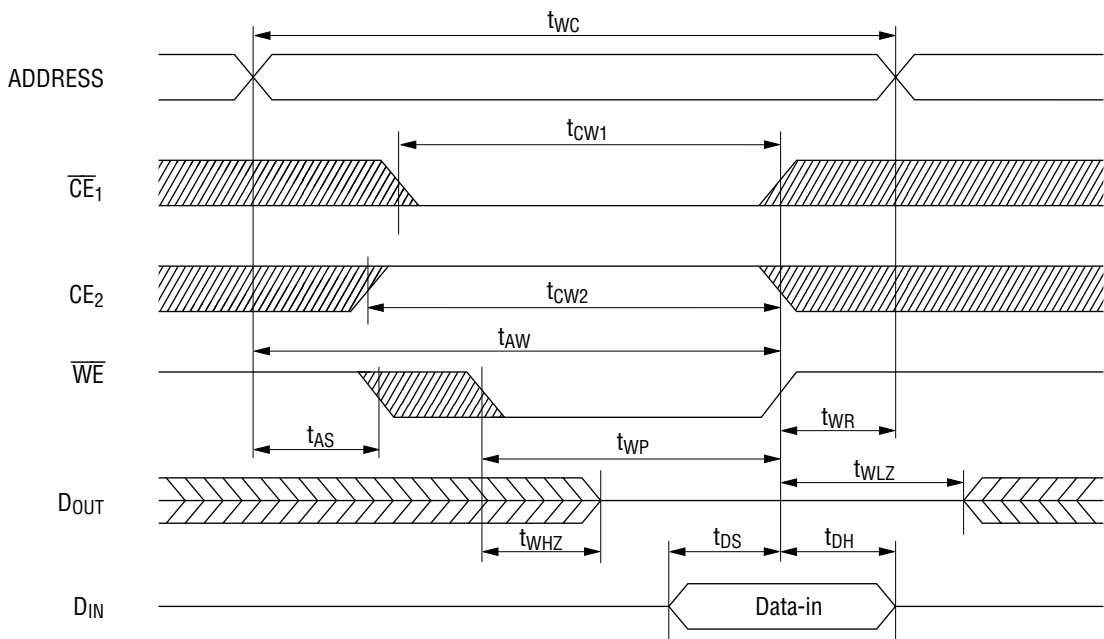 tWC
ADDRESS
tCW1
CE1
CE2
tCW2
tAW
WE
tWR
tAS
tWP
tWLZ
DOUT
tWHZ
tDS
tDH
DIN
Data-in